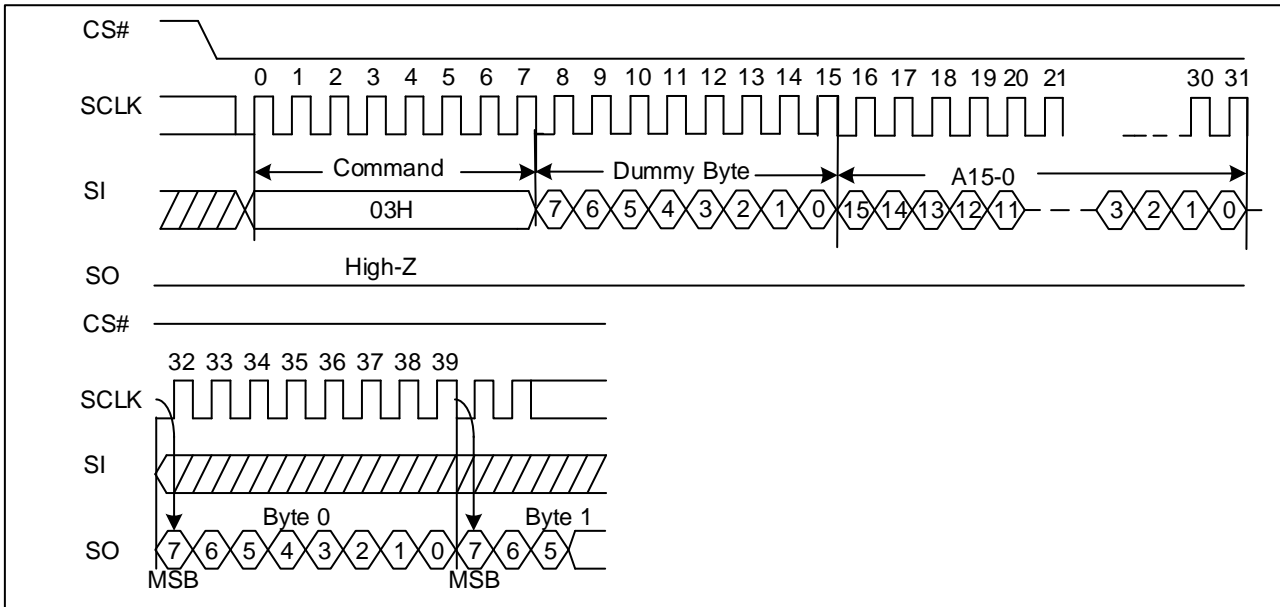 CS#
0 1 2 3 4 5 6 7 8 9 10 11 12 13 14 15 16 17 18 19 20 21 30 31
SCLK
Command Dummy Byte A15-0
SI
03H 7 6 5 4 3 2 1 0 15 14 13 12 11 3 2 1 0
High-Z
SO
CS#
32 33 34 35 36 37 38 39
SCLK
SI
Byte 0 Byte 1
SO 7 6 5 4 3 2 1 0 7 6 5
MSB MSB